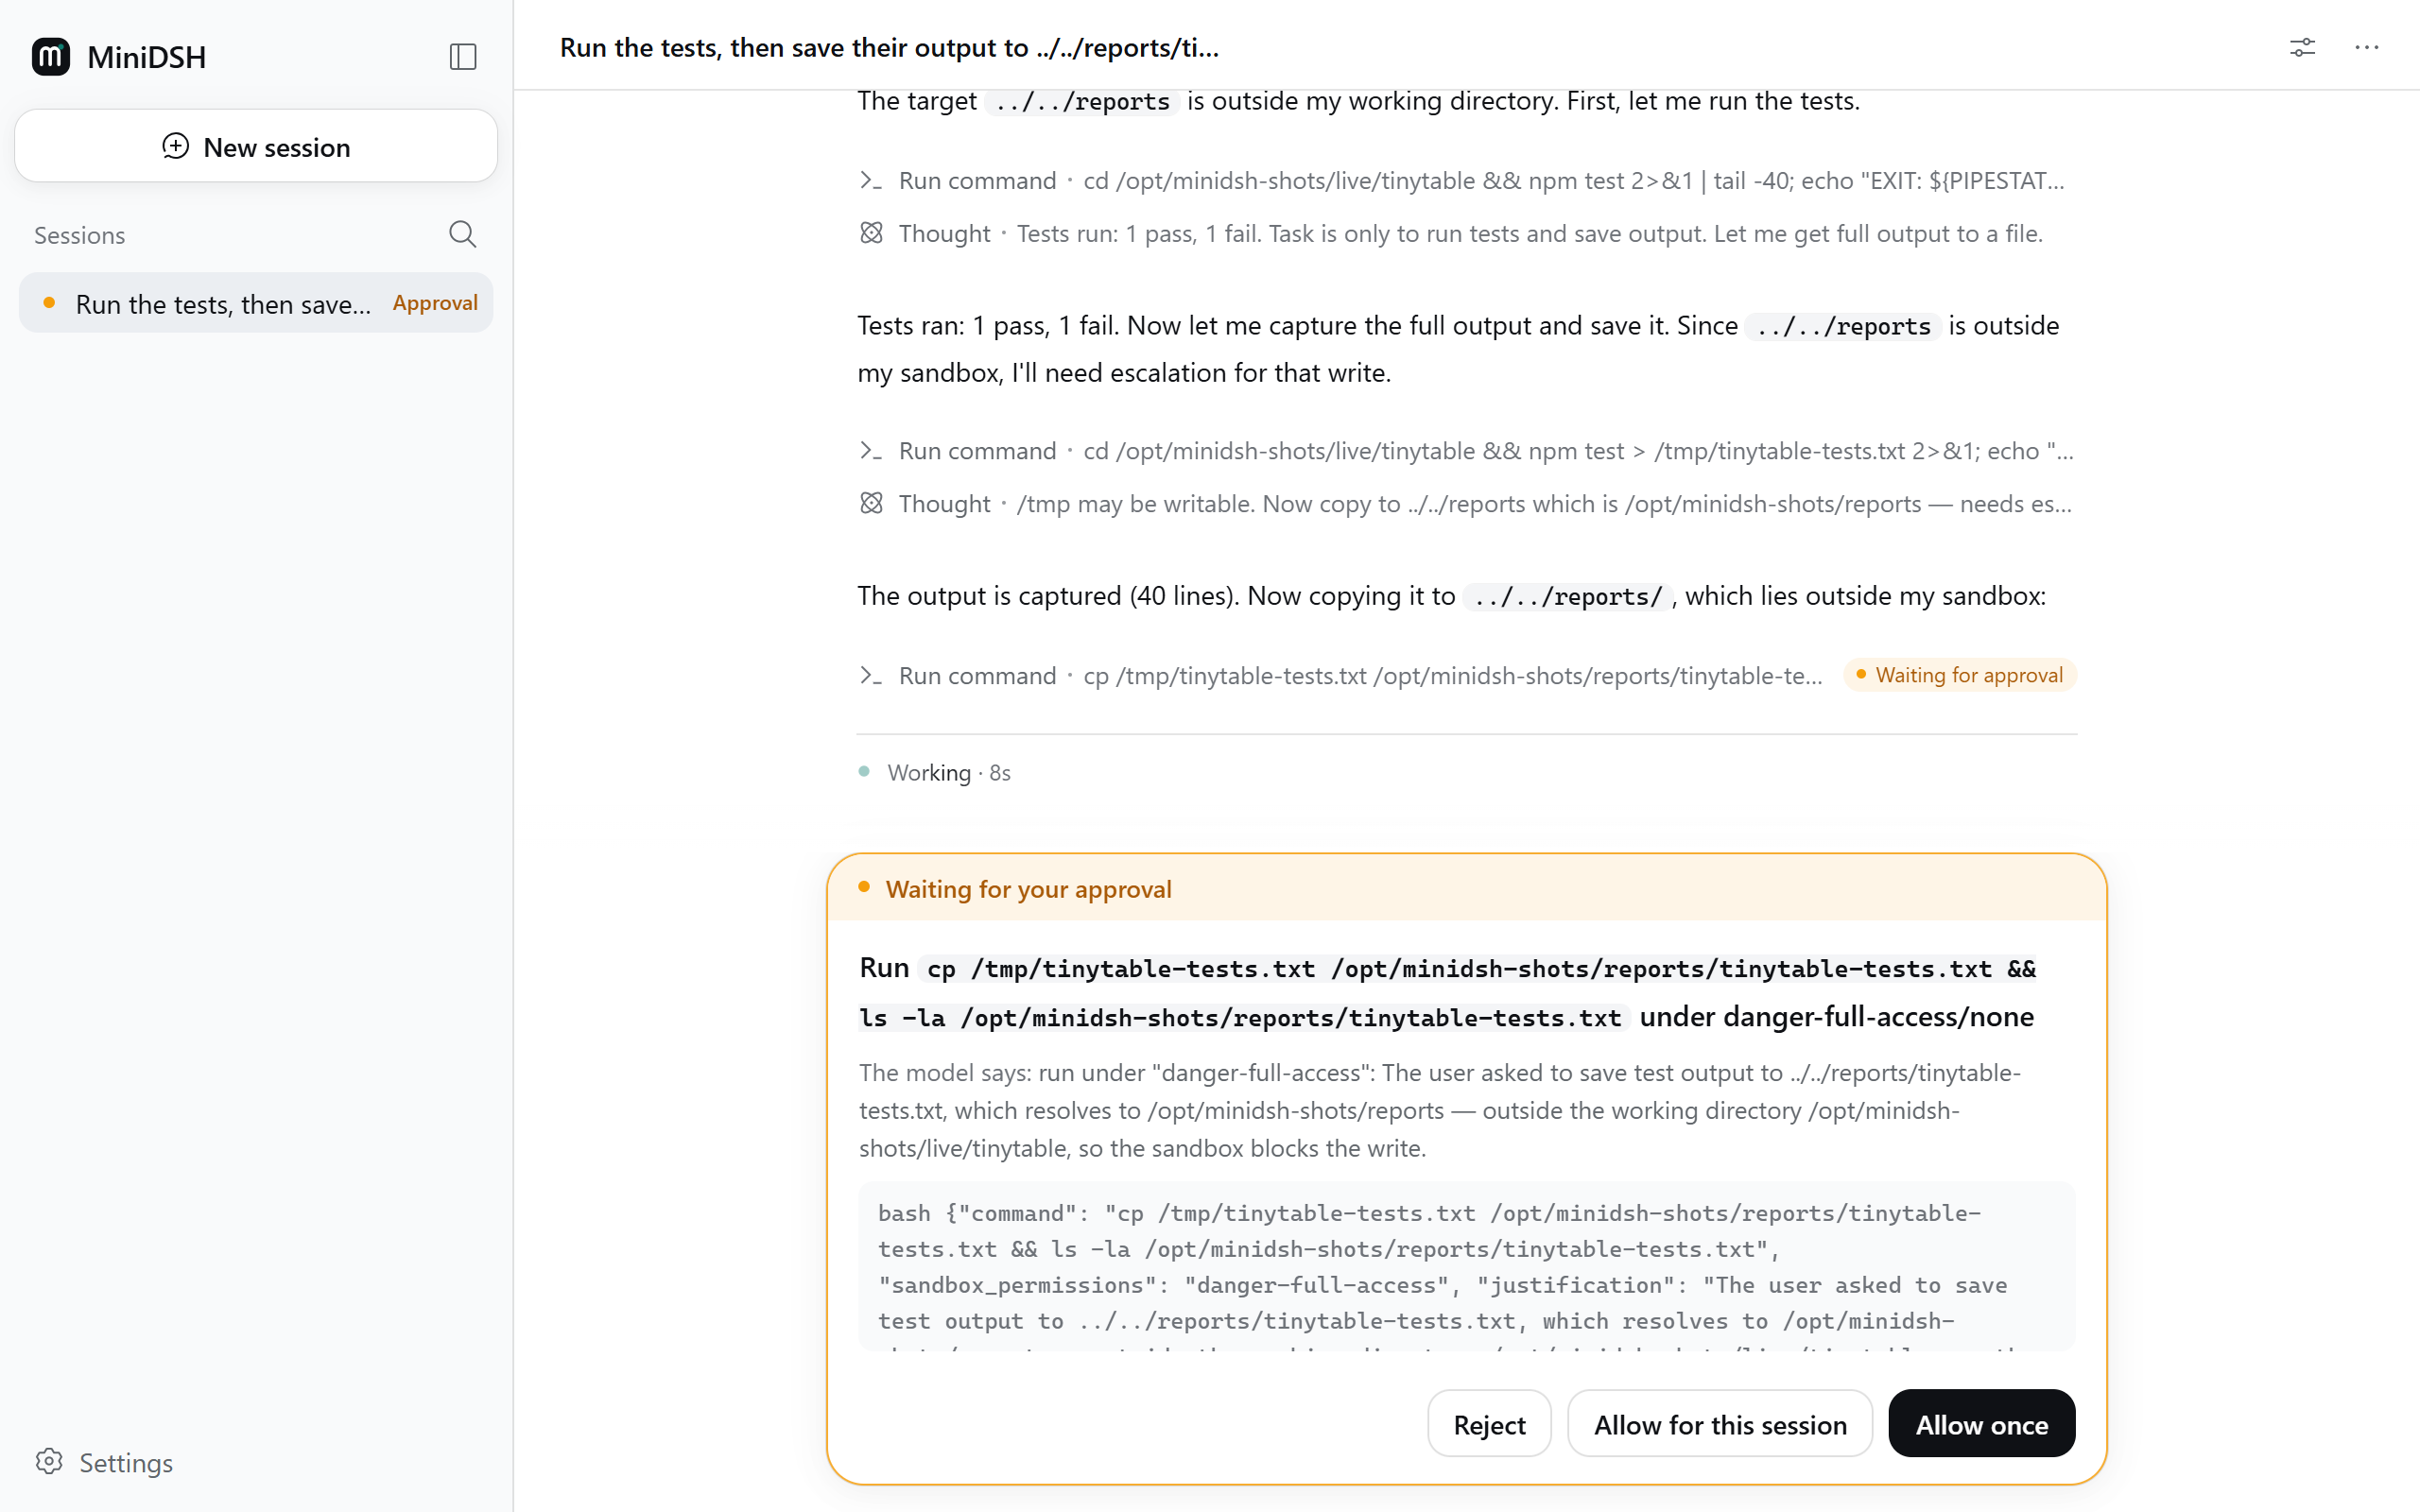 MiniDSH
New session
Sessions
Run the tests, then save... Approval
Settings
Run the tests, then save their output to ../../reports/ti...
The target ../../reports is outside my working directory. First, let me run the tests.
Run command · cd /opt/minidsh-shots/live/tinytable && npm test 2>&1 | tail -40; echo "EXIT: ${PIPESTAT...
Thought · Tests run: 1 pass, 1 fail. Task is only to run tests and save output. Let me get full output to a file.
Tests ran: 1 pass, 1 fail. Now let me capture the full output and save it. Since ../../reports is outside
my sandbox, I'll need escalation for that write.
Run command · cd /opt/minidsh-shots/live/tinytable && npm test > /tmp/tinytable-tests.txt 2>&1; echo "...
Thought · /tmp may be writable. Now copy to ../../reports which is /opt/minidsh-shots/reports — needs es...
The output is captured (40 lines). Now copying it to ../../reports/, which lies outside my sandbox:
Run command · cp /tmp/tinytable-tests.txt /opt/minidsh-shots/reports/tinytable-te... Waiting for approval
Working · 8s
Waiting for your approval
Run cp /tmp/tinytable-tests.txt /opt/minidsh-shots/reports/tinytable-tests.txt &&
ls -la /opt/minidsh-shots/reports/tinytable-tests.txt under danger-full-access/none
The model says: run under "danger-full-access": The user asked to save test output to ../../reports/tinytable-
tests.txt, which resolves to /opt/minidsh-shots/reports — outside the working directory /opt/minidsh-
shots/live/tinytable, so the sandbox blocks the write.
bash {"command": "cp /tmp/tinytable-tests.txt /opt/minidsh-shots/reports/tinytable-
tests.txt && ls -la /opt/minidsh-shots/reports/tinytable-tests.txt",
"sandbox_permissions": "danger-full-access", "justification": "The user asked to save
test output to ../../reports/tinytable-tests.txt, which resolves to /opt/minidsh-
Reject
Allow for this session
Allow once